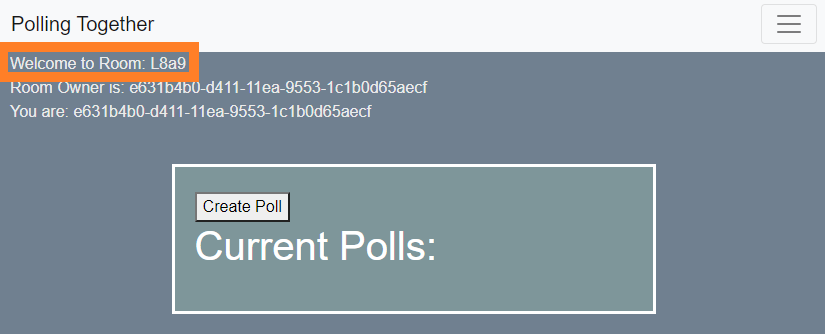 Polling Together
Welcome to Room: L8a9
Room Owner is: e631b4b0-d411-11ea-9553-1c1b0d65aecf
You are: e631b4b0-d411-11ea-9553-1c1b0d65aecf
Create Poll
Current Polls: